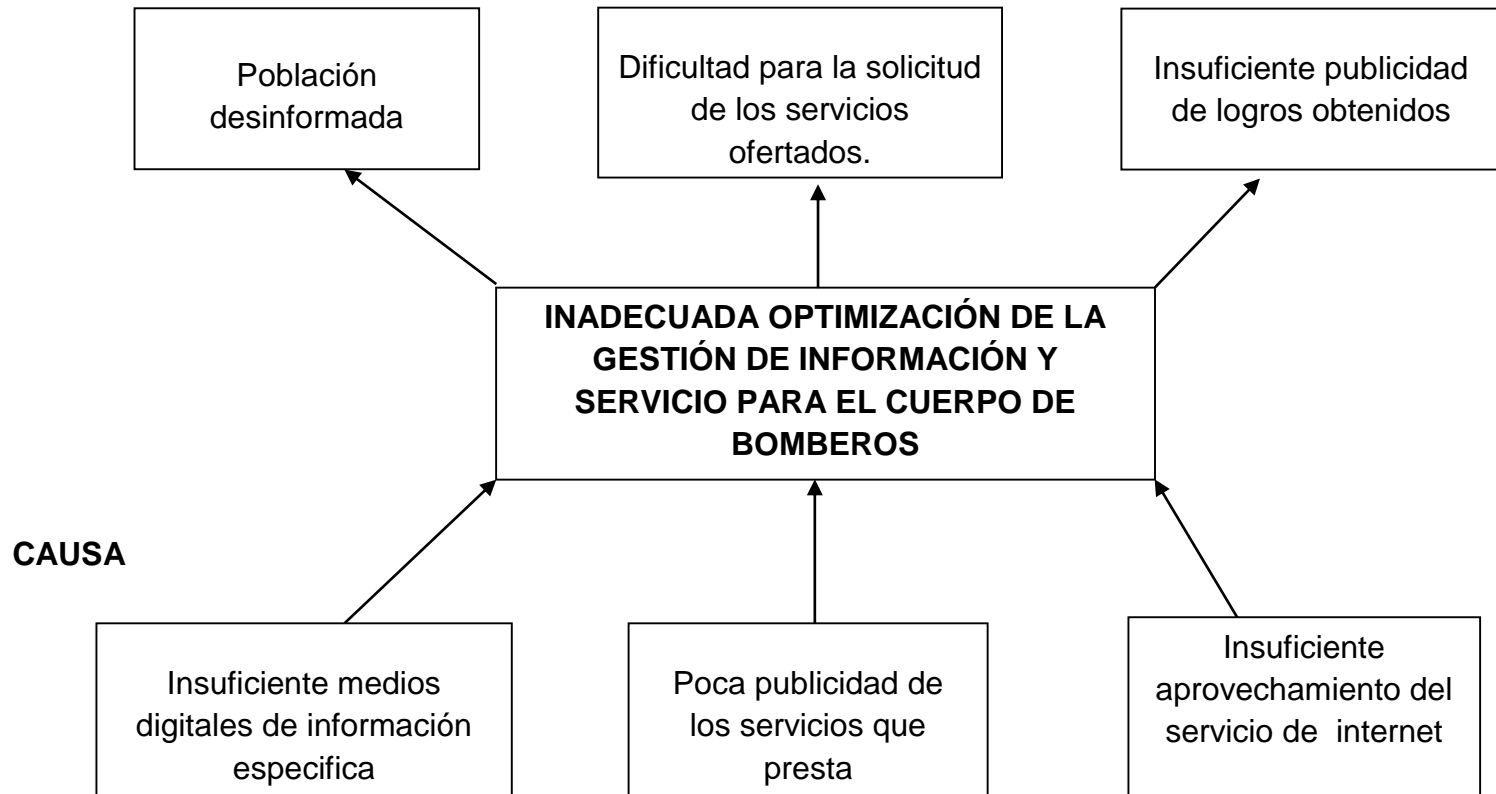 Población
desinformada
Dificultad para la solicitud
de los servicios
ofertados.
Insuficiente publicidad
de logros obtenidos
INADECUADA OPTIMIZACIÓN DE LA
GESTIÓN DE INFORMACIÓN Y
SERVICIO PARA EL CUERPO DE
BOMBEROS
CAUSA
Insuficiente medios
digitales de información
especifica
Poca publicidad de
los servicios que
presta
Insuficiente
aprovechamiento del
servicio de internet